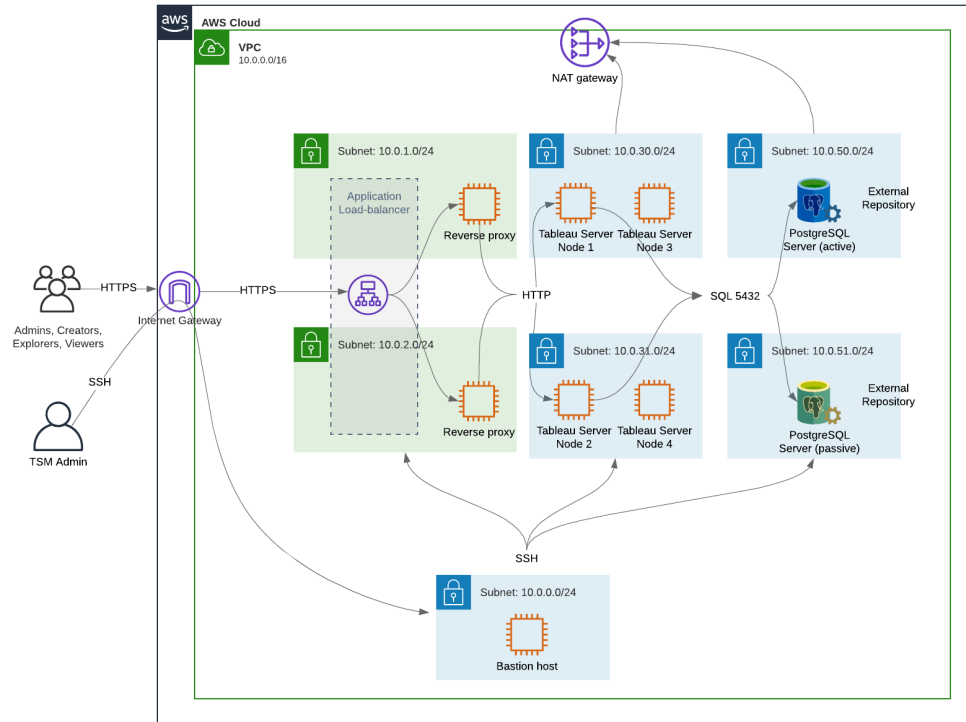 aws
AWS Cloud
VPC
10.0.0.0/16
NAT gateway
Subnet: 10.0.1.0/24
Application
Load-balancer
Reverse proxy
Subnet: 10.0.30.0/24
Tableau Server
Node 1
Tableau Server
Node 3
Subnet: 10.0.50.0/24
External
Repository
PostgreSQL
Server (active)
HTTPS
Internet Gateway
HTTPS
HTTP
SQL 5432
Admins, Creators,
Explorers, Viewers
SSH
TSM Admin
Subnet: 10.0.2.0/24
Reverse proxy
Subnet: 10.0.31.0/24
Tableau Server
Node 2
Tableau Server
Node 4
Subnet: 10.0.51.0/24
External
Repository
PostgreSQL
Server (passive)
SSH
Subnet: 10.0.0.0/24
Bastion host